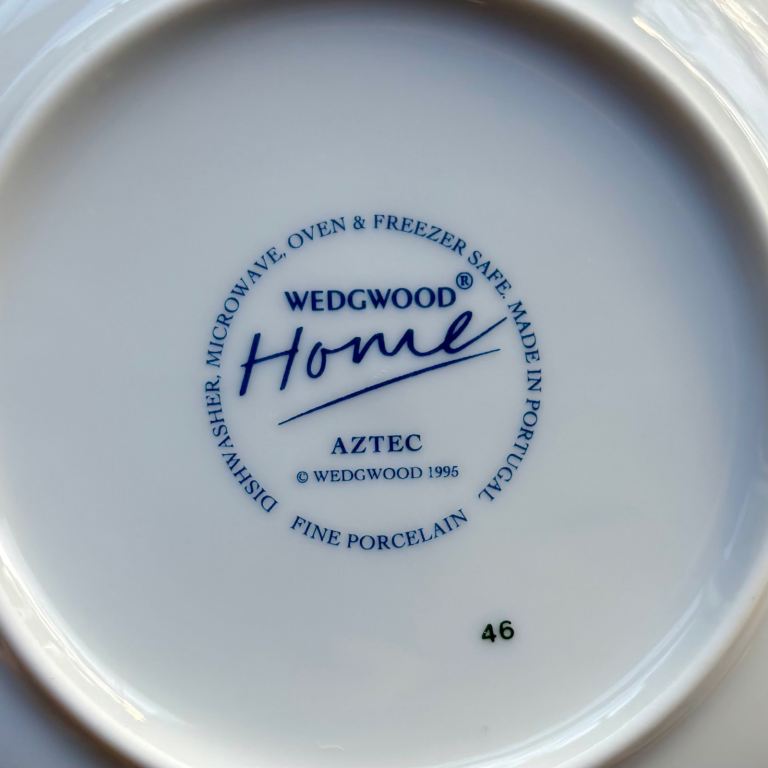 DISHWASHER, MICROWAVE, OVEN & FREEZER SAFE. MADE IN PORTUGAL
WEDGWOOD®
Home
AZTEC
© WEDGWOOD 1995
FINE PORCELAIN
46